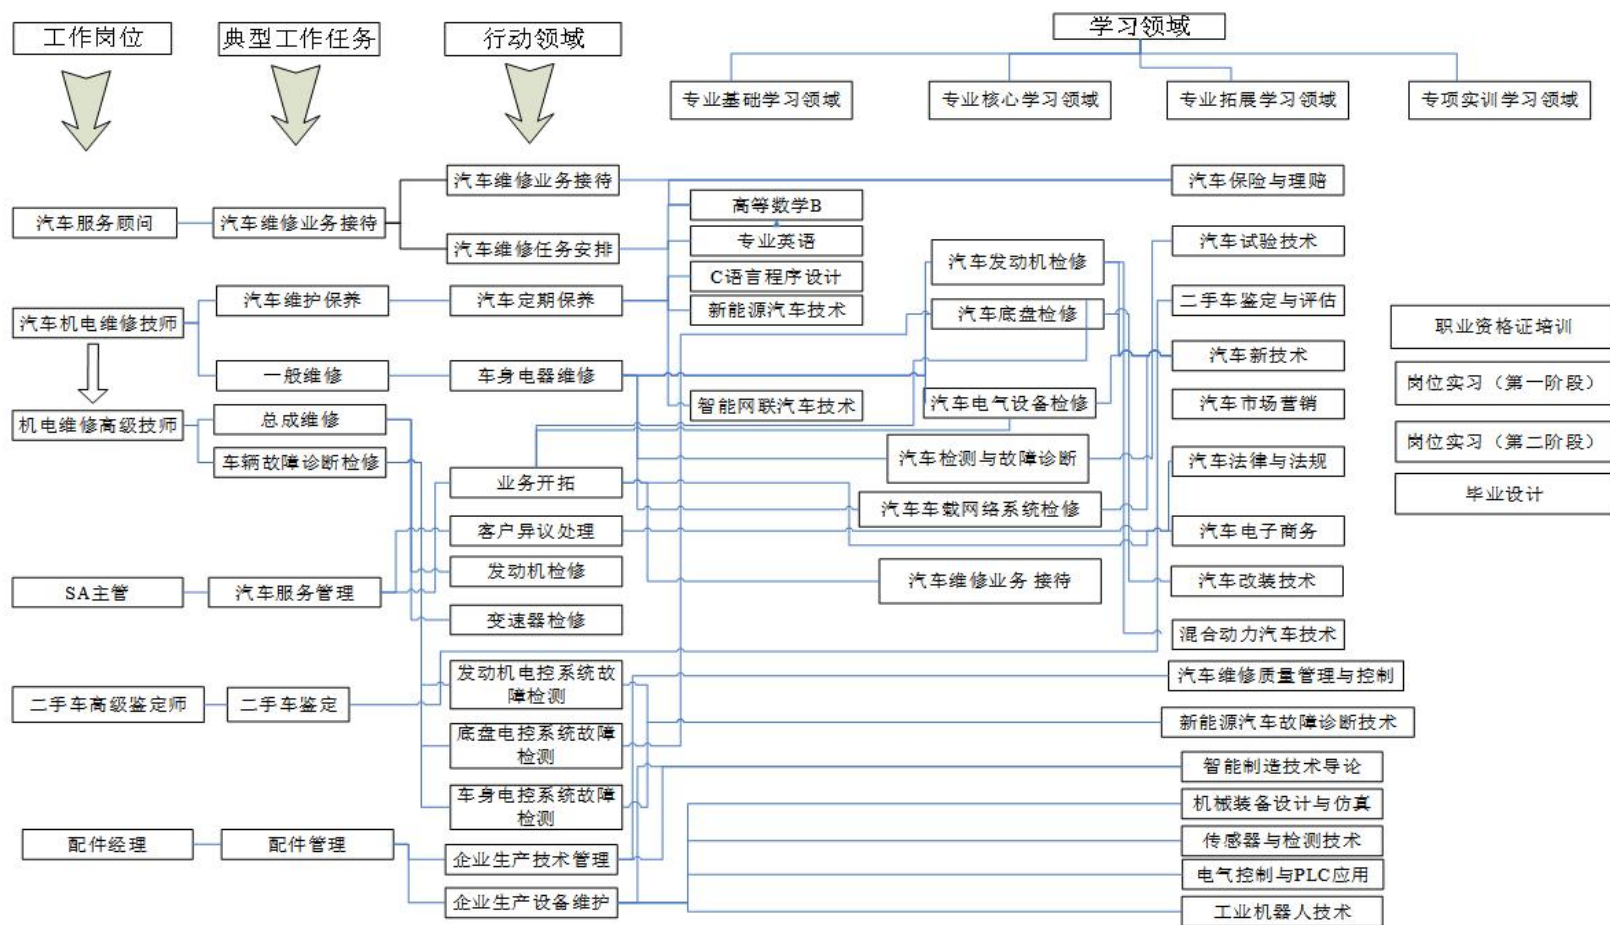 工作岗位
典型工作任务
行动领域
学习领域
专业基础学习领域
专业核心学习领域
专业拓展学习领域
专项实训学习领域
汽车服务顾问
汽车机电维修技师
机电维修高级技师
SA主管
二手车高级鉴定师
配件经理
汽车维修业务接待
汽车维护保养
一般维修
总成维修
车辆故障诊断检修
汽车服务管理
二手车鉴定
配件管理
汽车维修业务接待
汽车维修任务安排
汽车定期保养
车身电器维修
业务开拓
客户异议处理
发动机检修
变速器检修
发动机电控系统故
障检测
底盘电控系统故障
检测
车身电控系统故障
检测
企业生产技术管理
企业生产设备维护
高等数学B
专业英语
C语言程序设计
新能源汽车技术
智能网联汽车技术
汽车发动机检修
汽车底盘检修
汽车电气设备检修
汽车检测与故障诊断
汽车车载网络系统检修
汽车维修业务 接待
汽车保险与理赔
汽车试验技术
二手车鉴定与评估
汽车新技术
汽车市场营销
汽车法律与法规
汽车电子商务
汽车改装技术
混合动力汽车技术
汽车维修质量管理与控制
新能源汽车故障诊断技术
智能制造技术导论
机械装备设计与仿真
传感器与检测技术
电气控制与PLC应用
工业机器人技术
职业资格证培训
岗位实习（第一阶段）
岗位实习（第二阶段）
毕业设计